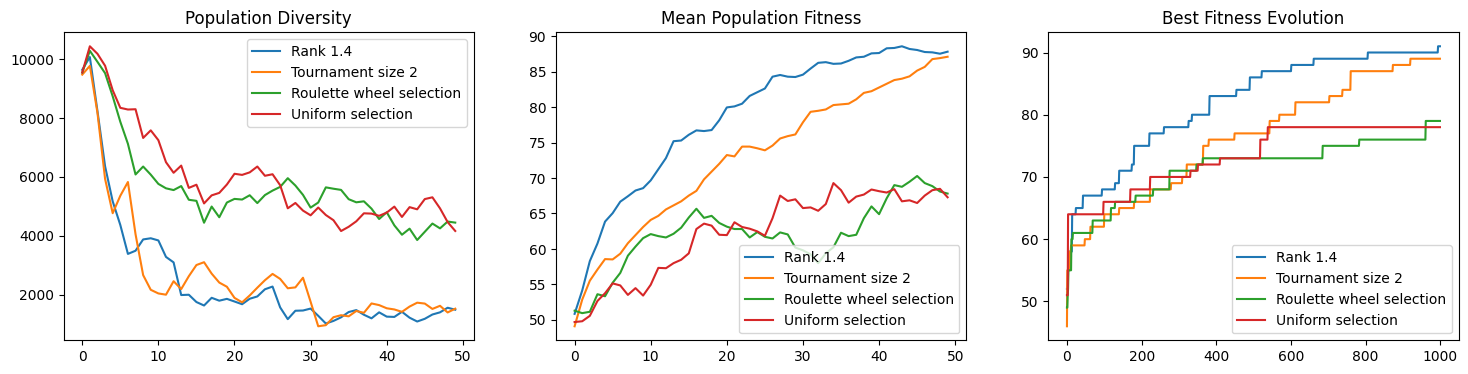 Population Diversity
Rank 1.4
Tournament size 2
Roulette wheel selection
Uniform selection
10000
8000
6000
4000
2000
0
10
20
30
40
50
Mean Population Fitness
90
85
80
75
70
65
60
55
50
Rank 1.4
Tournament size 2
Roulette wheel selection
Uniform selection
0
10
20
30
40
50
Best Fitness Evolution
90
80
70
60
50
Rank 1.4
Tournament size 2
Roulette wheel selection
Uniform selection
0
200
400
600
800
1000